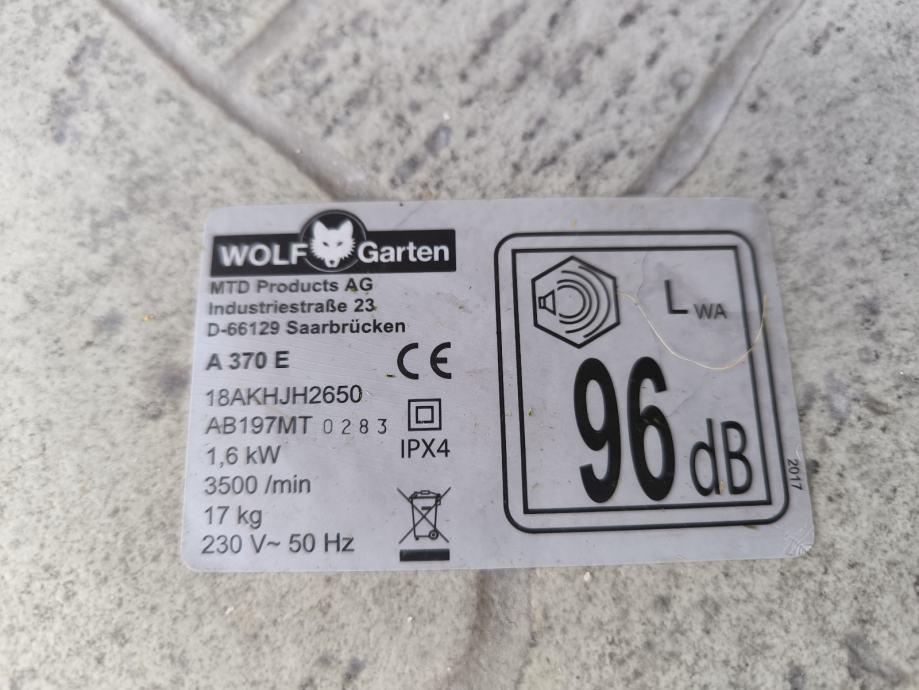 WOLF Garten
MTD Products AG
Industriestraße 23
D-66129 Saarbrücken
A 370 E
CE
18AKHJH2650
AB197MT 0283
IPX4
1,6 kW
3500 /min
17 kg
230 V~ 50 Hz
LWA
96 dB
2017